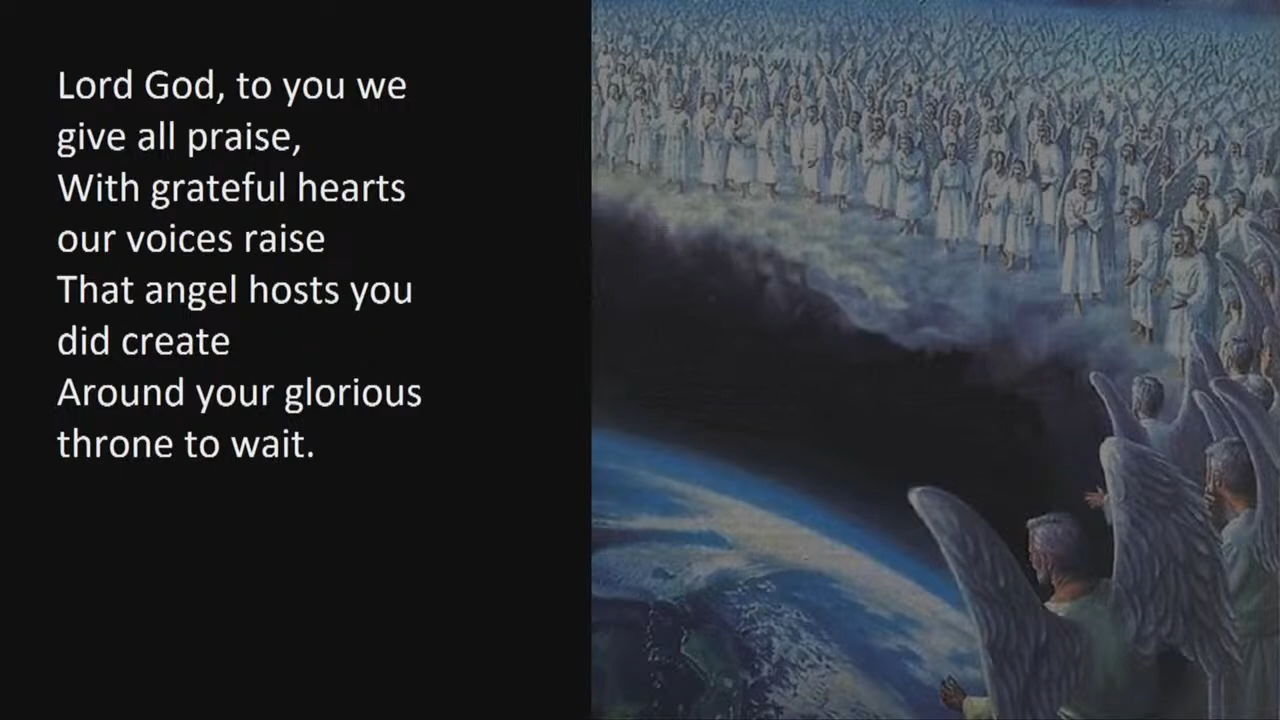 Lord God, to you we
give all praise,
With grateful hearts
our voices raise
That angel hosts you
did create
Around your glorious
throne to wait.